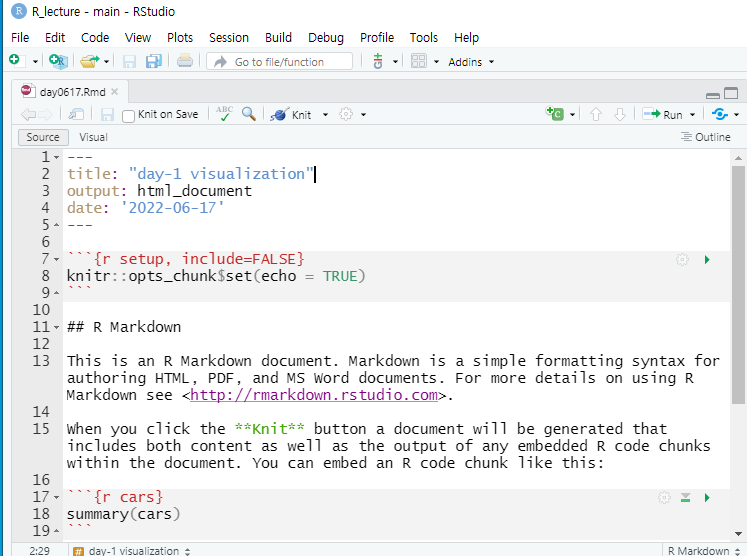 R_lecture - main - RStudio
File Edit Code View Plots Session Build Debug Profile Tools Help
Go to file/function Addins
day0617.Rmd
Knit on Save ABC Knit Run
Source Visual Outline
1 ---
2 title: "day-1 visualization"
3 output: html_document
4 date: '2022-06-17'
5 ---
6
7 ```{r setup, include=FALSE}
8 knitr::opts_chunk$set(echo = TRUE)
9 ```
10
11 ## R Markdown
12
13 This is an R Markdown document. Markdown is a simple formatting syntax for
authoring HTML, PDF, and MS Word documents. For more details on using R
Markdown see <http://rmarkdown.rstudio.com>.
14
15 When you click the **Knit** button a document will be generated that
includes both content as well as the output of any embedded R code chunks
within the document. You can embed an R code chunk like this:
16
17 ```{r cars}
18 summary(cars)
19 ```
2:29 # day-1 visualization R Markdown